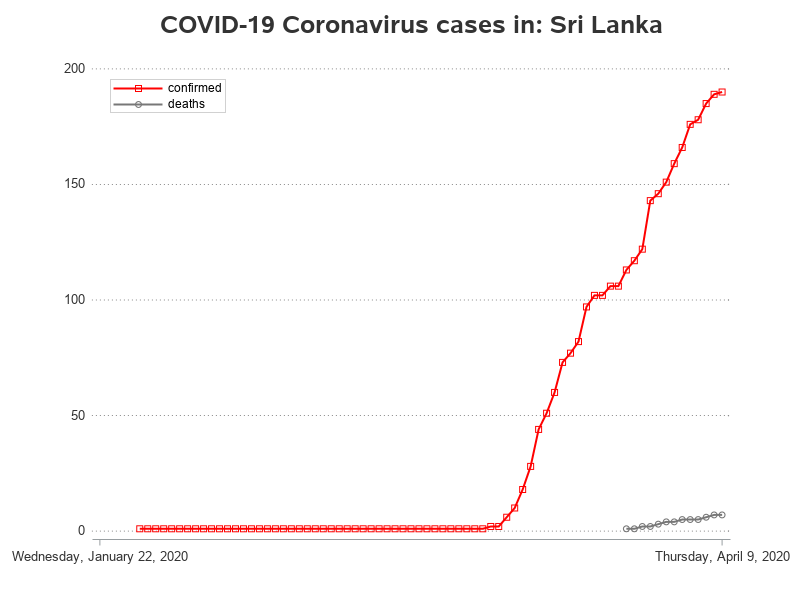 COVID-19 Coronavirus cases in: Sri Lanka
200
confirmed
deaths
150
100
50
0
Wednesday, January 22, 2020 Thursday, April 9, 2020